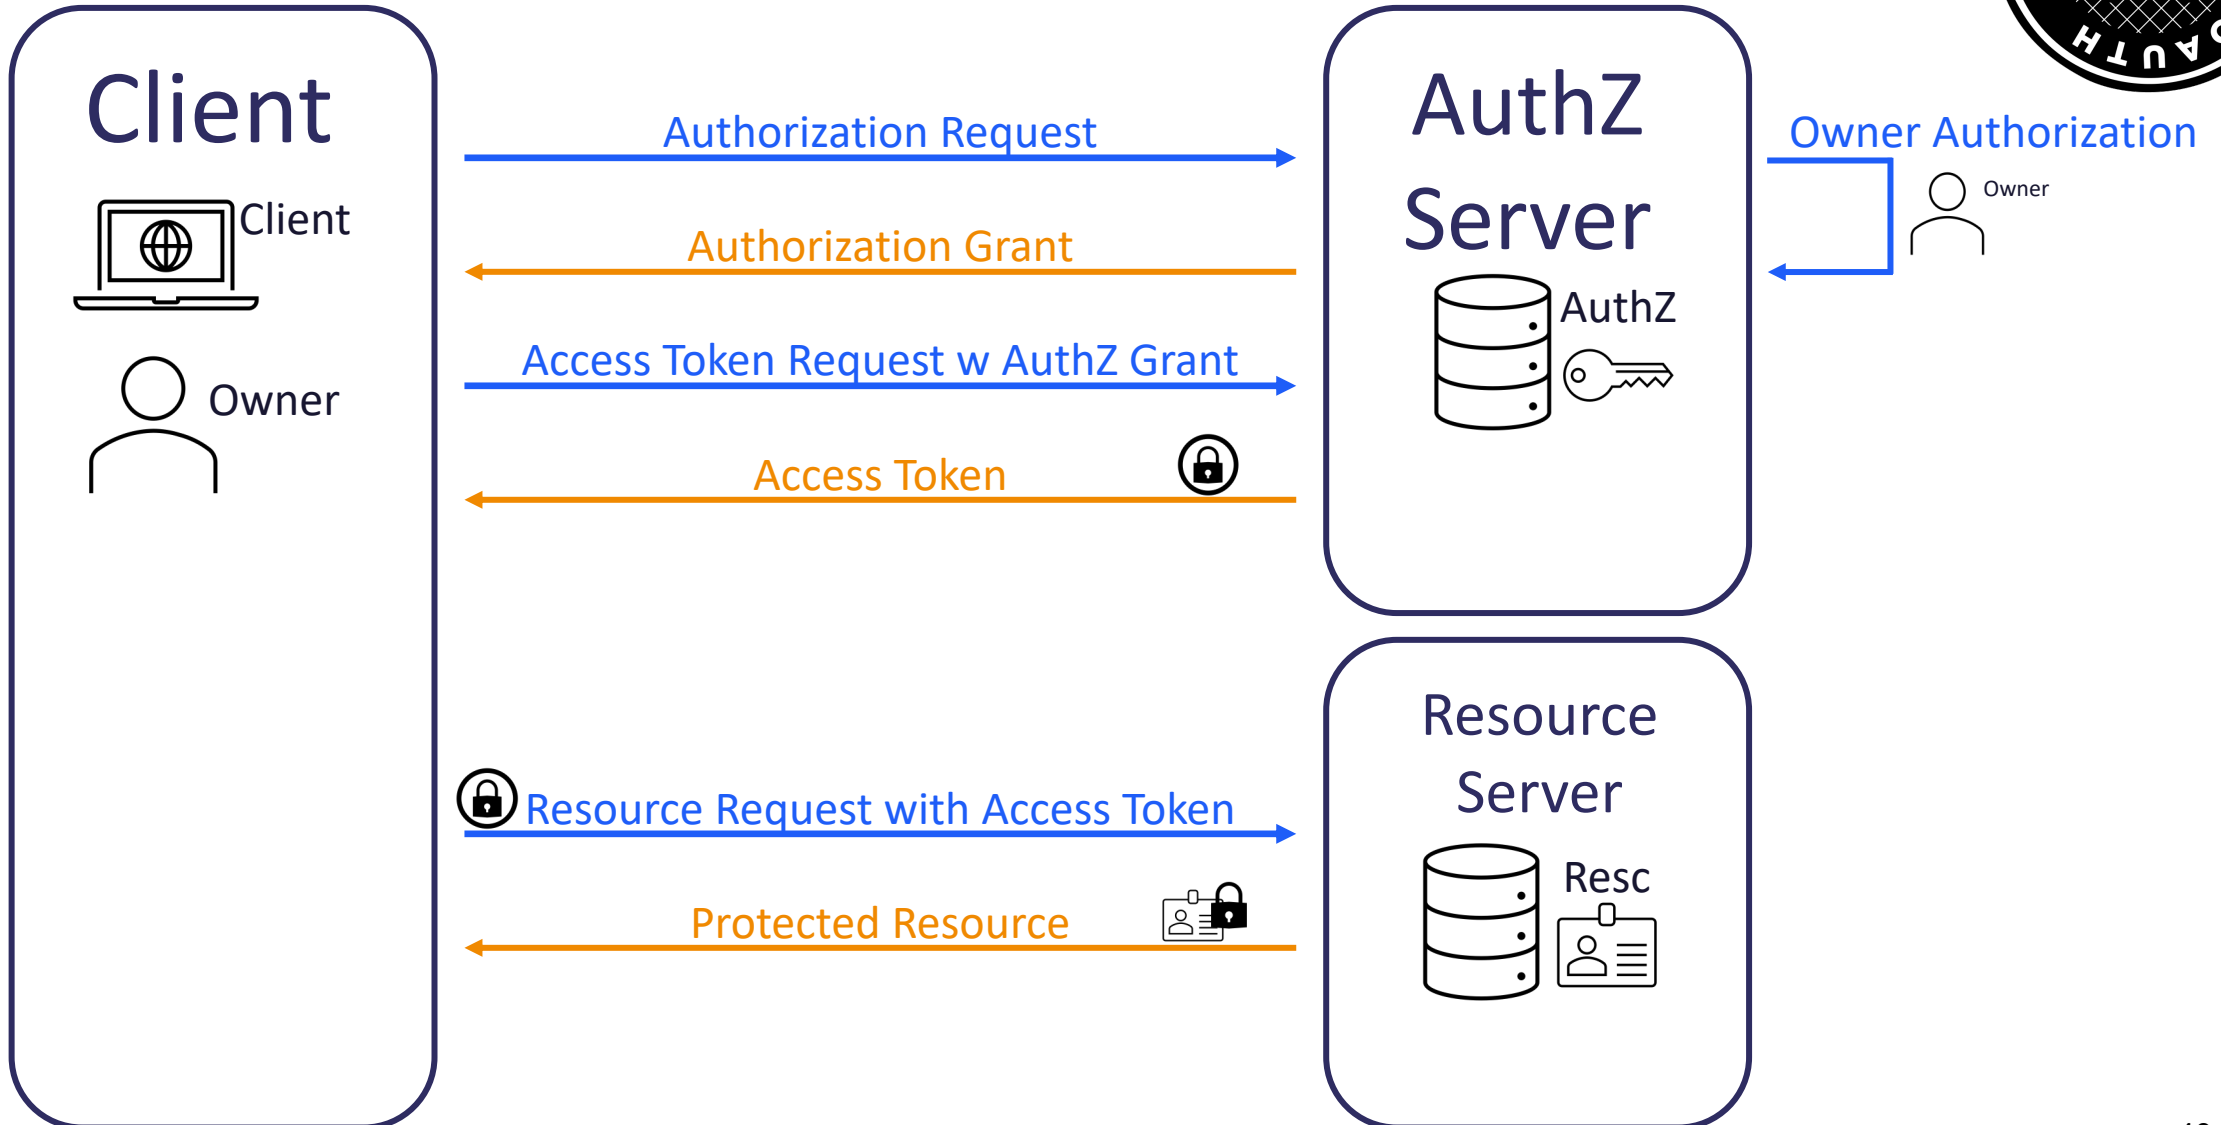 Client
Client
Owner
Authorization Request
Authorization Grant
Access Token Request w AuthZ Grant
Access Token
Resource Request with Access Token
Protected Resource
AuthZ
Server
AuthZ
Owner Authorization
Owner
Resource
Server
Resc